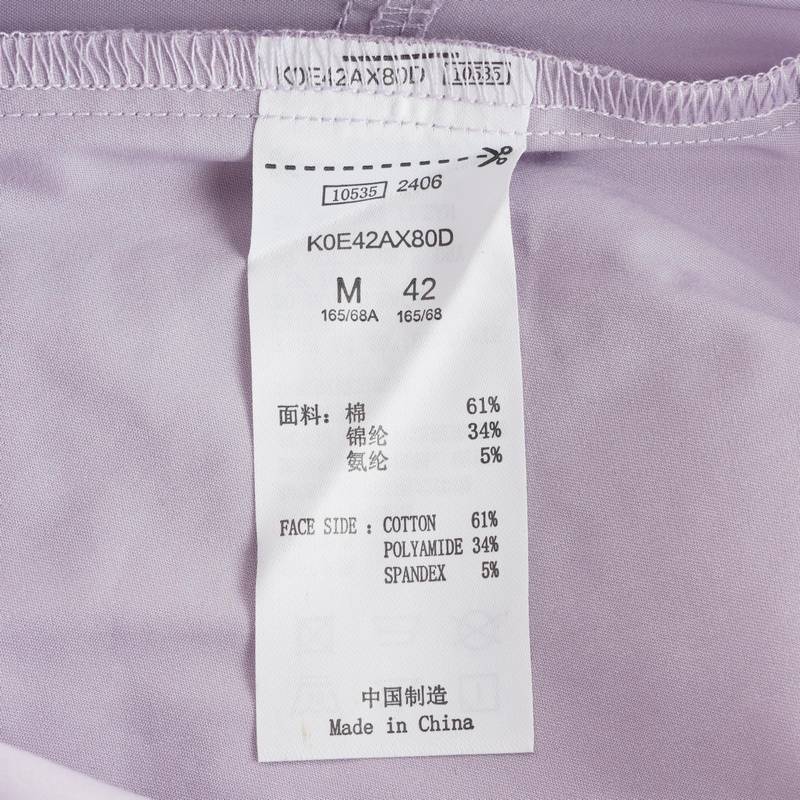 K0E42AX80D 10535
10535 2406
K0E42AX80D
M 42
165/68A 165/68
面料：棉 61%
锦纶 34%
氨纶 5%
FACE SIDE : COTTON 61%
POLYAMIDE 34%
SPANDEX 5%
中国制造
Made in China